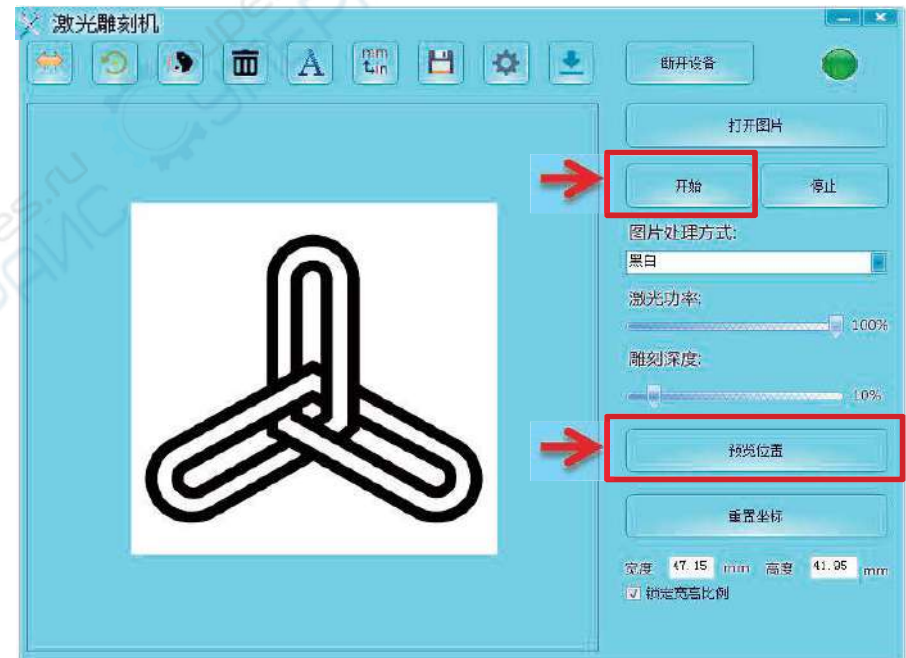 激光雕刻机
A
mm
in
断开设备
打开图片
开始
停止
图片处理方式:
黑白
激光功率:
100%
雕刻深度:
10%
预览位置
重置坐标
宽度 47.15 mm 高度 41.95 mm
锁定宽高比例